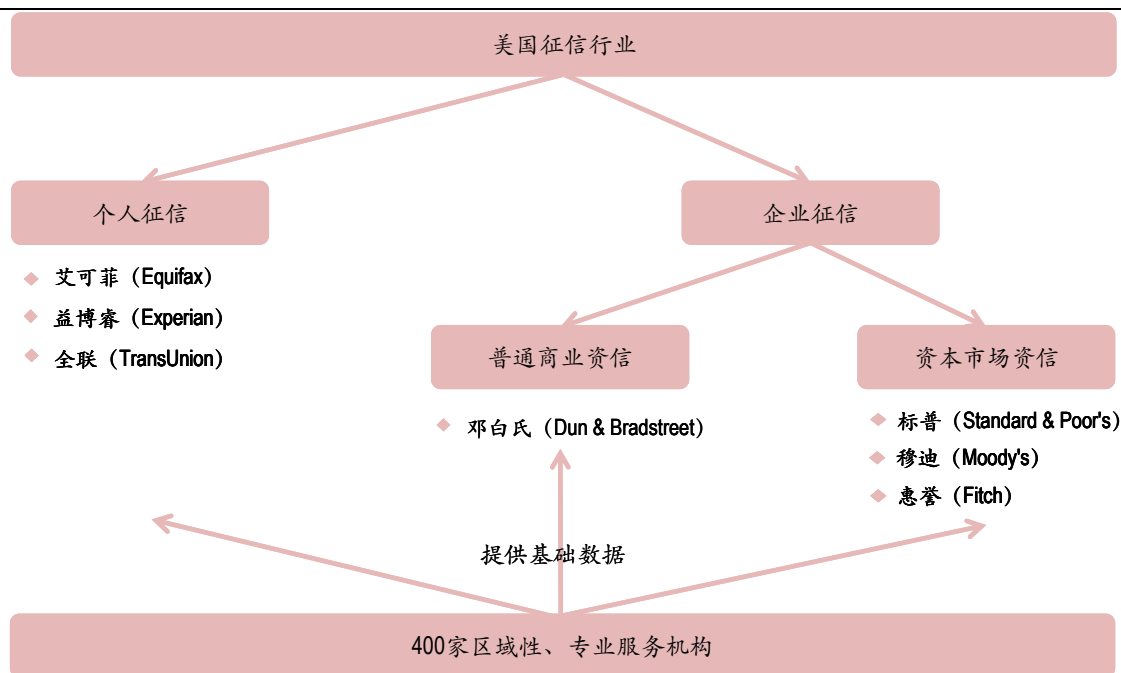 美国征信行业
个人征信
企业征信
艾可菲（Equifax）
益博睿（Experian）
全联（TransUnion）
普通商业资信
资本市场资信
邓白氏（Dun & Bradstreet）
标普（Standard & Poor's）
穆迪（Moody's）
惠誉（Fitch）
提供基础数据
400家区域性、专业服务机构